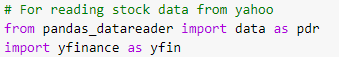 # For reading stock data from yahoo
from pandas_datareader import data as pdr
import yfinance as yfin